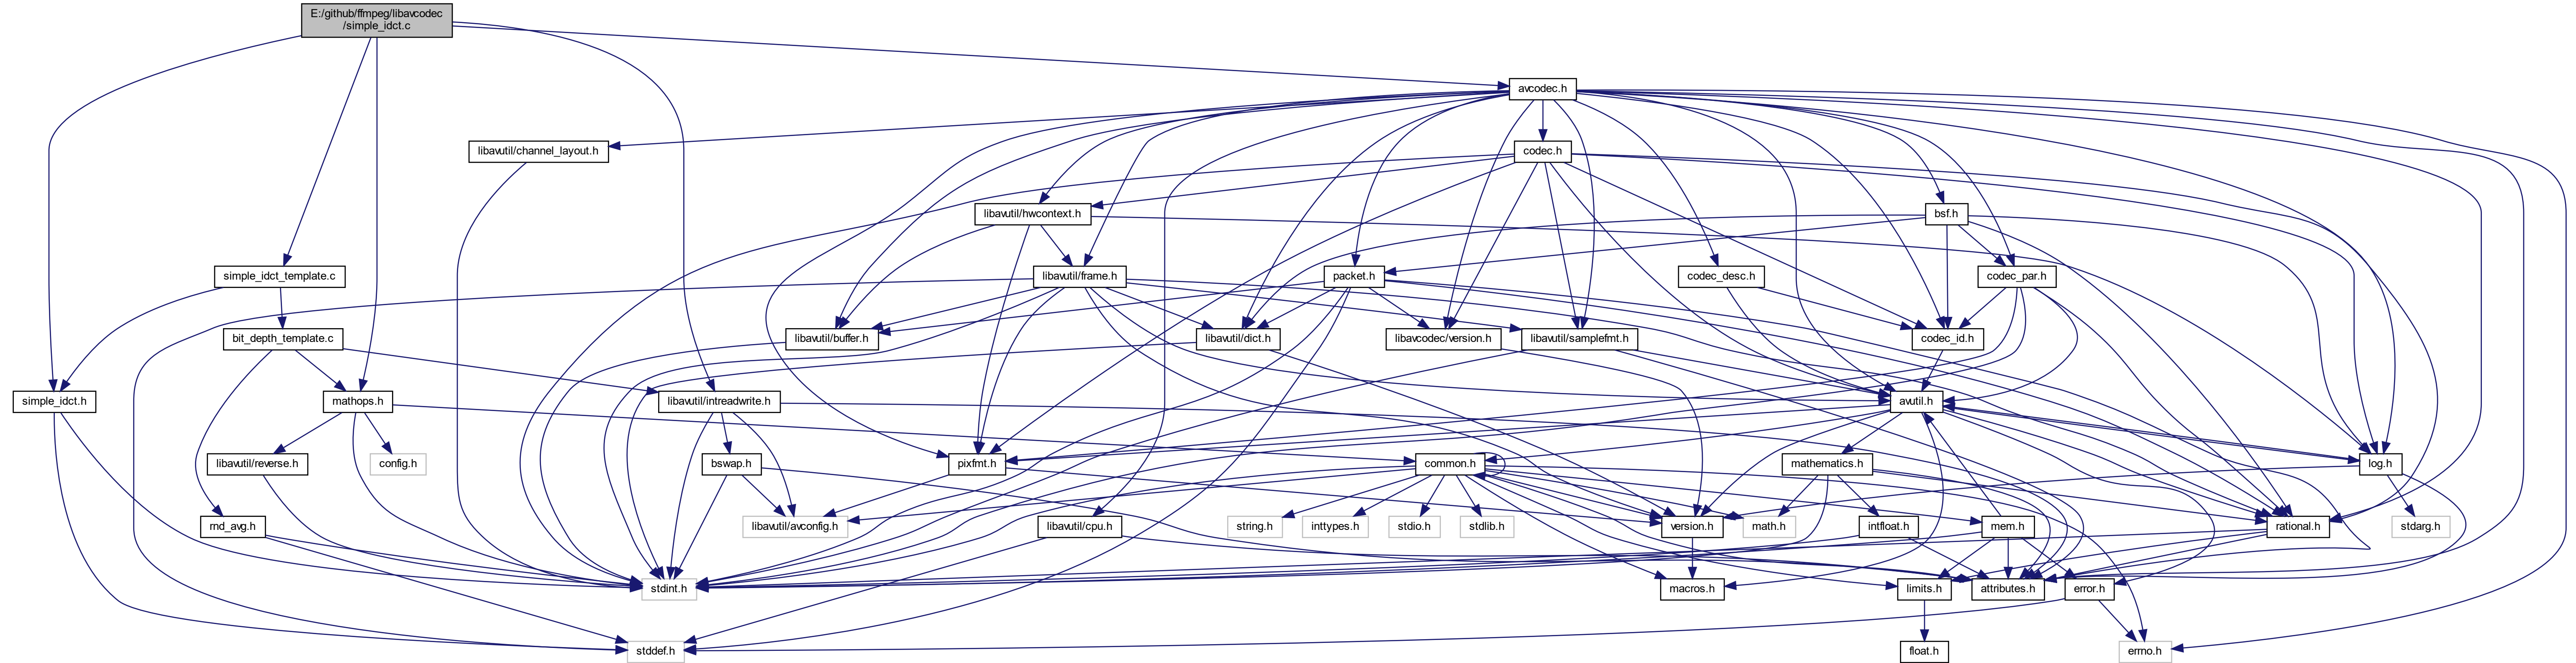 E:/github/ffmpeg/libavcodec
/simple_idct.c
avcodec.h
libavutil/channel_layout.h
codec.h
libavutil/hwcontext.h
bsf.h
simple_idct_template.c
libavutil/frame.h
packet.h
codec_desc.h
codec_par.h
bit_depth_template.c
libavutil/buffer.h
libavutil/dict.h
libavcodec/version.h
libavutil/samplefmt.h
codec_id.h
simple_idct.h
mathops.h
libavutil/intreadwrite.h
avutil.h
libavutil/reverse.h
config.h
bswap.h
pixfmt.h
common.h
mathematics.h
log.h
rnd_avg.h
libavutil/avconfig.h
libavutil/cpu.h
string.h
inttypes.h
stdio.h
stdlib.h
version.h
math.h
intfloat.h
mem.h
rational.h
stdarg.h
stdint.h
macros.h
limits.h
attributes.h
error.h
stddef.h
float.h
errno.h